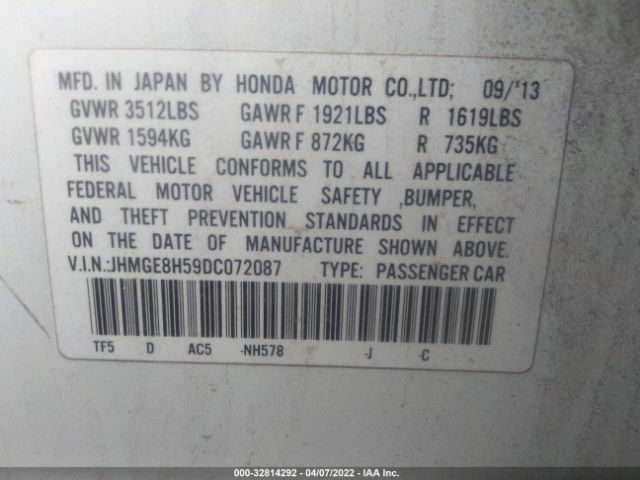 MFD. IN JAPAN BY HONDA MOTOR CO.,LTD; 09/'13
GVWR 3512LBS GAWR F 1921LBS R 1619LBS
GVWR 1594KG GAWR F 872KG R 735KG
THIS VEHICLE CONFORMS TO ALL APPLICABLE
FEDERAL MOTOR VEHICLE SAFETY ,BUMPER,
AND THEFT PREVENTION STANDARDS IN EFFECT
ON THE DATE OF MANUFACTURE SHOWN ABOVE.
V.I.N.:JHMGE8H59DC072087 TYPE: PASSENGER CAR
TF5 D AC5 -NH578 -J -C
000-32814292 - 04/07/2022 - IAA Inc.